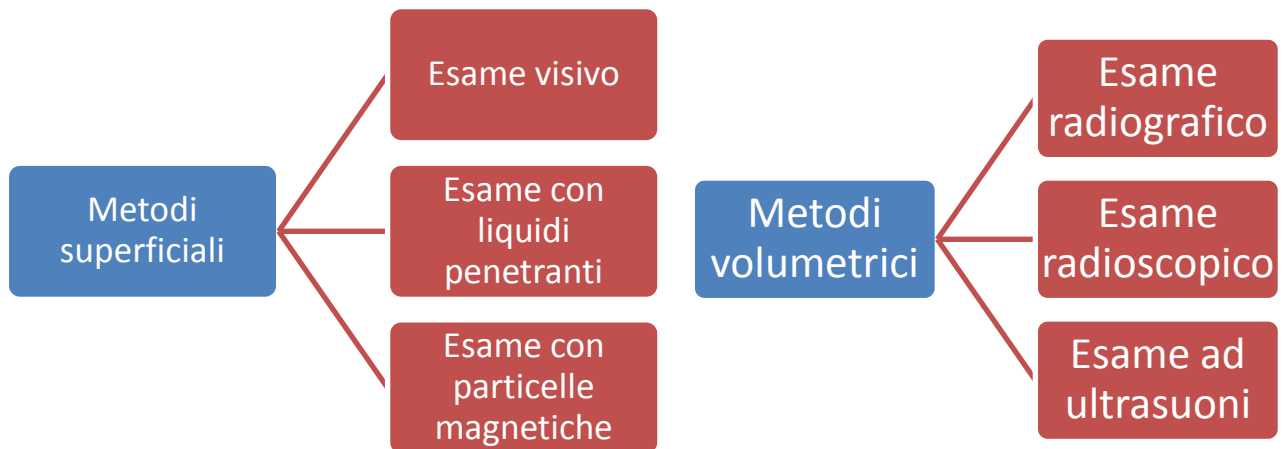 Metodi
superficiali
Esame visivo
Esame con
liquidi
penetranti
Esame con
particelle
magnetiche
Metodi
volumetrici
Esame
radiografico
Esame
radioscopico
Esame ad
ultrasuoni